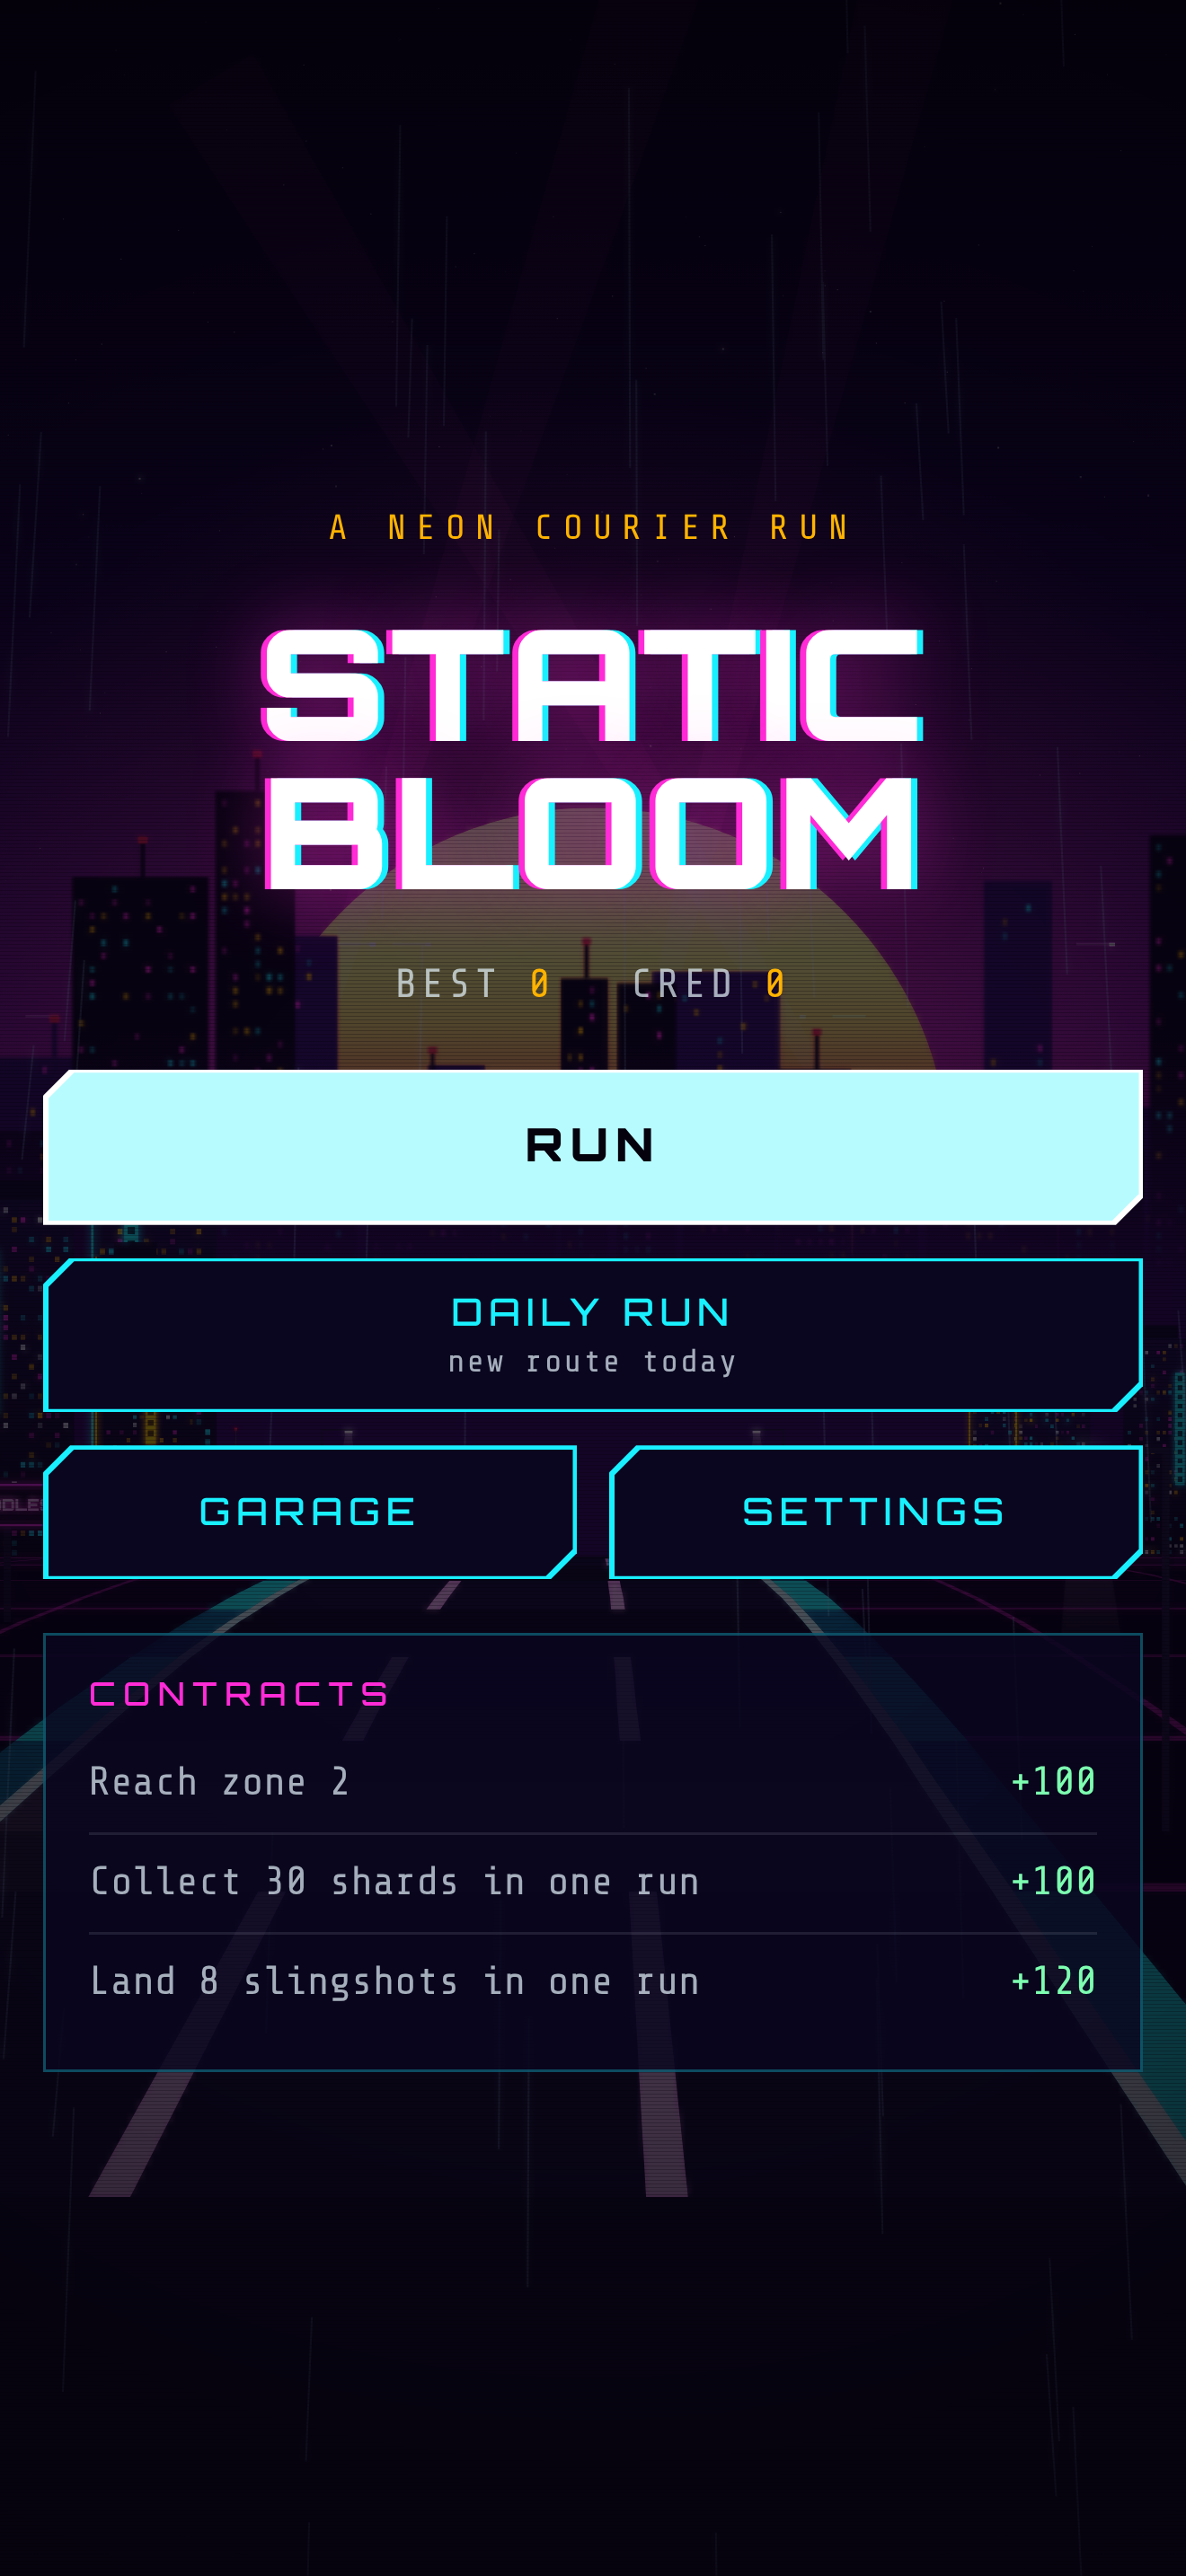 A NEON COURIER RUN
STATIC
BLOOM
BEST 0 CRED 0
RUN
DAILY RUN
new route today
GARAGE SETTINGS
CONTRACTS
Reach zone 2 +100
Collect 30 shards in one run +100
Land 8 slingshots in one run +120